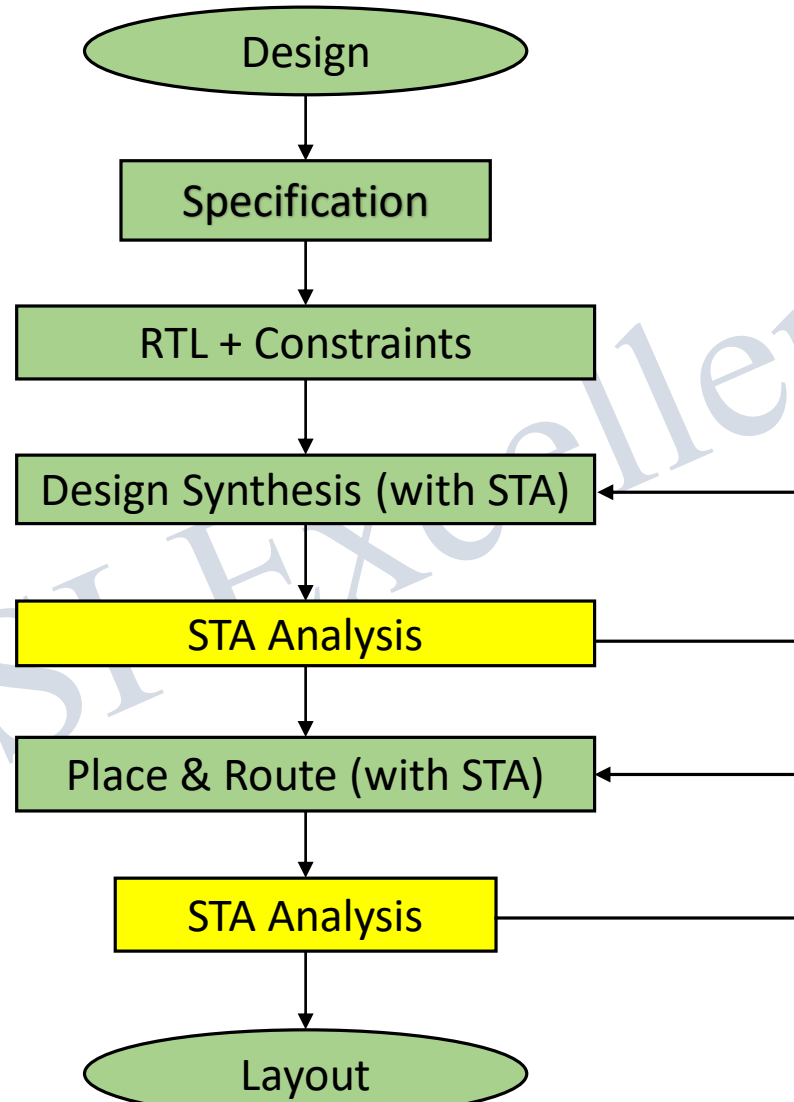 Design
Specification
RTL + Constraints
Design Synthesis (with STA)
STA Analysis
Place & Route (with STA)
STA Analysis
Layout